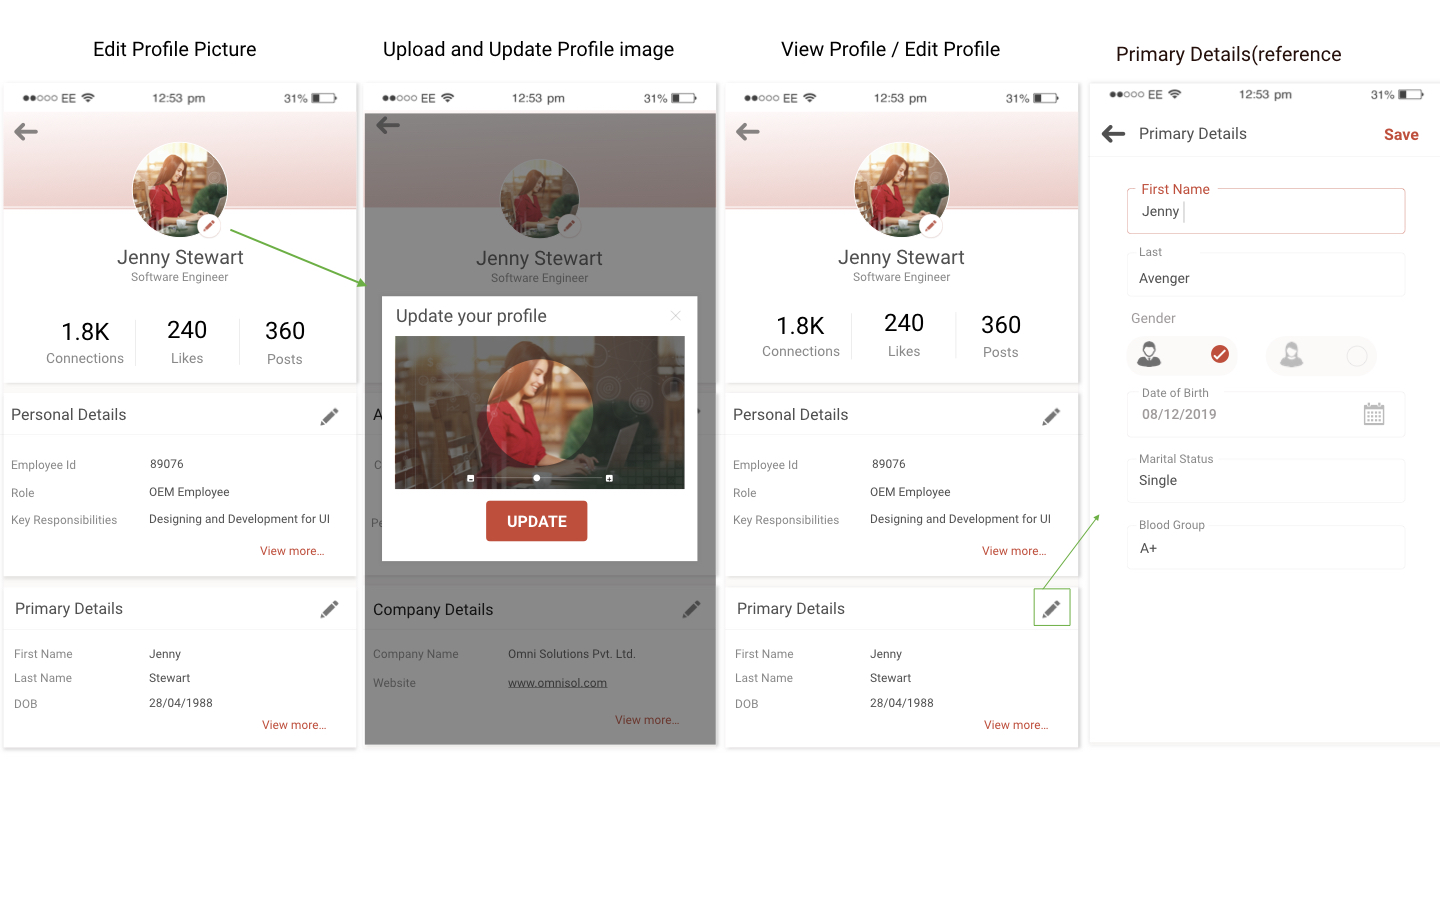 Edit Profile Picture
EE 12:53 pm 31%
Jenny Stewart
Software Engineer
1.8K 240 360
Connections Likes Posts
Personal Details
Employee Id 89076
Role OEM Employee
Key Responsibilities Designing and Development for UI
View more...
Primary Details
First Name Jenny
Last Name Stewart
DOB 28/04/1988
View more...
Upload and Update Profile image
EE 12:53 pm 31%
Jenny Stewart
Software Engineer
Update your profile
UPDATE
A
C
Pe
Company Details
Company Name Omni Solutions Pvt. Ltd.
Website www.omnisol.com
View more...
View Profile / Edit Profile
EE 12:53 pm 31%
Jenny Stewart
Software Engineer
1.8K 240 360
Connections Likes Posts
Personal Details
Employee Id 89076
Role OEM Employee
Key Responsibilities Designing and Development for UI
View more...
Primary Details
First Name Jenny
Last Name Stewart
DOB 28/04/1988
View more...
Primary Details(reference
EE 12:53 pm 31%
Primary Details Save
First Name
Jenny
Last
Avenger
Gender
Date of Birth
08/12/2019
Marital Status
Single
Blood Group
A+